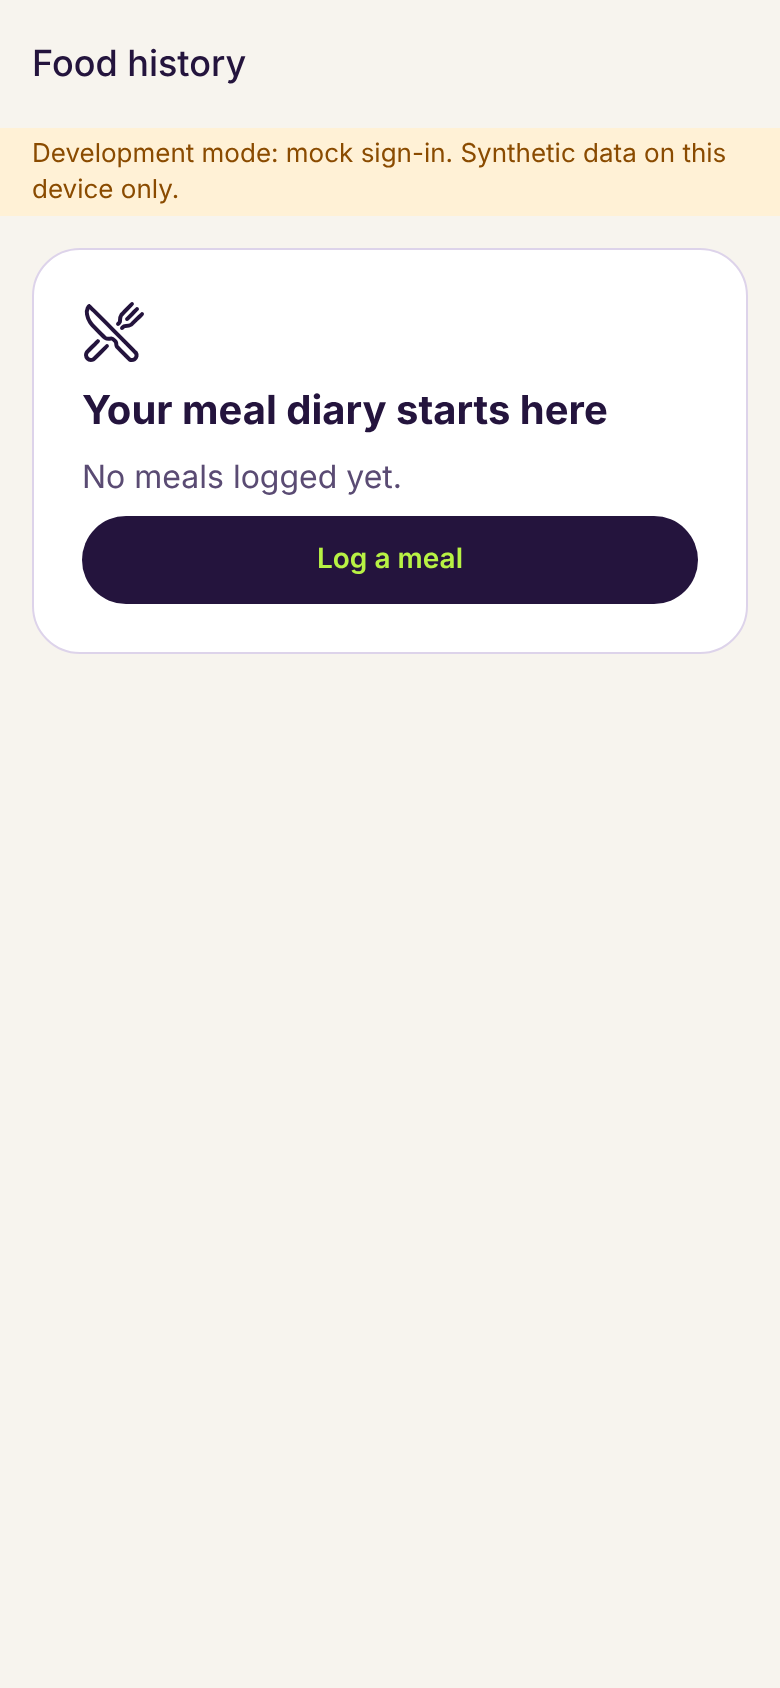 Food history
Development mode: mock sign-in. Synthetic data on this
device only.
Your meal diary starts here
No meals logged yet.
Log a meal